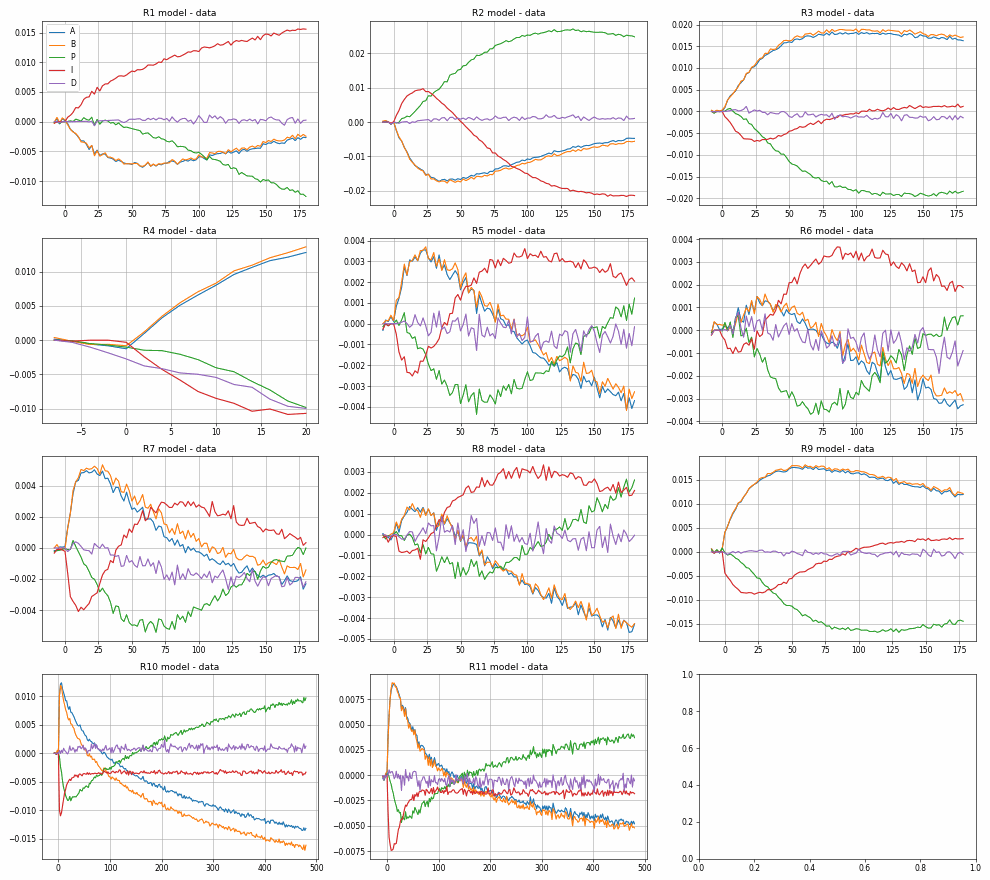 R1 model - data
R2 model - data
R3 model - data
0.015
0.010
0.005
0.000
−0.005
−0.010
A
B
P
I
D
0 25 50 75 100 125 150 175
0.02
0.01
0.00
−0.01
−0.02
0 25 50 75 100 125 150 175
0.020
0.015
0.010
0.005
0.000
−0.005
−0.010
−0.015
−0.020
0 25 50 75 100 125 150 175
R4 model - data
R5 model - data
R6 model - data
0.010
0.005
0.000
−0.005
−0.010
−5 0 5 10 15 20
0.004
0.003
0.002
0.001
0.000
−0.001
−0.002
−0.003
−0.004
0 25 50 75 100 125 150 175
0.004
0.003
0.002
0.001
0.000
−0.001
−0.002
−0.003
−0.004
0 25 50 75 100 125 150 175
R7 model - data
R8 model - data
R9 model - data
0.004
0.002
0.000
−0.002
−0.004
0 25 50 75 100 125 150 175
0.003
0.002
0.001
0.000
−0.001
−0.002
−0.003
−0.004
−0.005
0 25 50 75 100 125 150 175
0.015
0.010
0.005
0.000
−0.005
−0.010
−0.015
0 25 50 75 100 125 150 175
R10 model - data
R11 model - data
0.010
0.005
0.000
−0.005
−0.010
−0.015
0 100 200 300 400 500
0.0075
0.0050
0.0025
0.0000
−0.0025
−0.0050
−0.0075
0 100 200 300 400 500
1.0
0.8
0.6
0.4
0.2
0.0
0.0 0.2 0.4 0.6 0.8 1.0